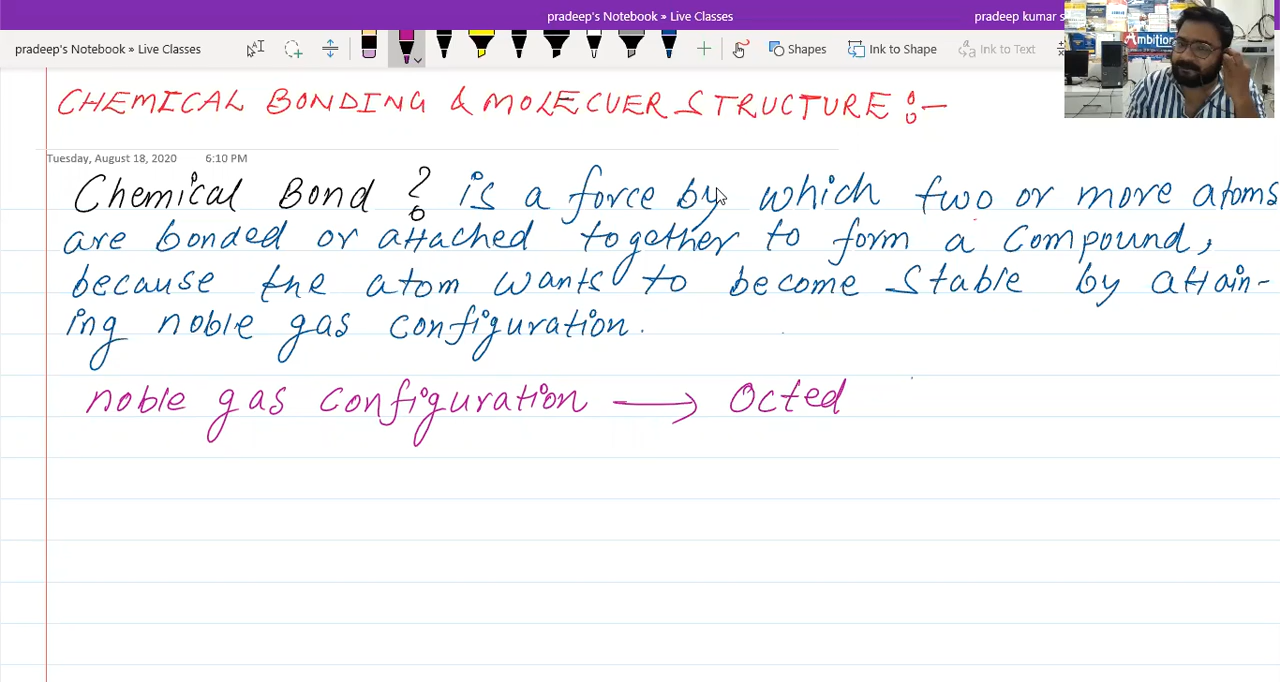 pradeep's Notebook » Live Classes
pradeep kumar s
pradeep's Notebook » Live Classes
Shapes
Ink to Shape
Ink to Text
Ambition
CHEMICAL BONDING & MOLECUER STRUCTURE :-
Tuesday, August 18, 2020 6:10 PM
Chemical Bond ? is a force by which two or more atoms
are bonded or attached together to form a compound,
because the atom wants to become stable by attain-
ing noble gas configuration.
noble gas configuration → Octed